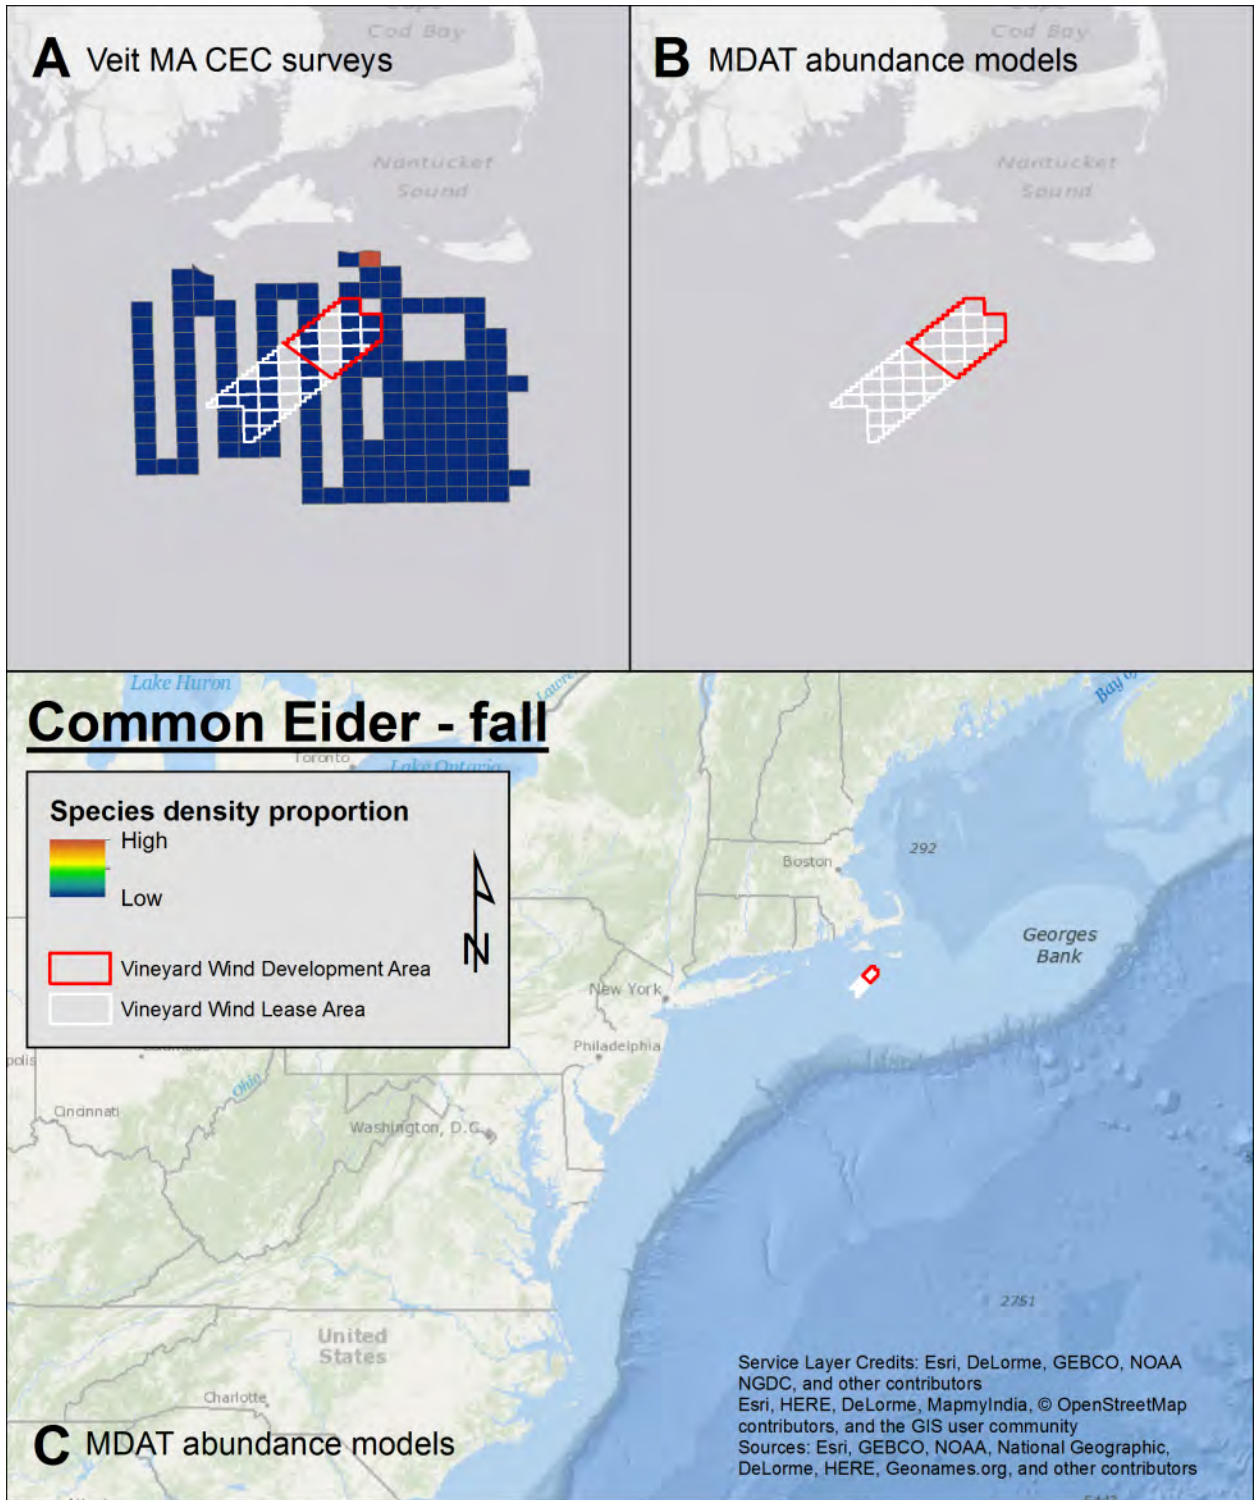 A Veit MA CEC surveys
Cod Bay
Nantucket
Sound
B MDAT abundance models
Cod Bay
Nantucket
Sound
Lake Huron
Common Eider - fall
Toronto
Lake Ontario
Species density proportion
High
Low
Vineyard Wind Development Area
Vineyard Wind Lease Area
N
Bay of
Boston
292
Georges
Bank
New York
Philadelphia
Ohio
Cincinnati
Washington, D.C.
United
States
2751
Charlotte
C MDAT abundance models
Service Layer Credits: Esri, DeLorme, GEBCO, NOAA
NGDC, and other contributors
Esri, HERE, DeLorme, MapmyIndia, © OpenStreetMap
contributors, and the GIS user community
Sources: Esri, GEBCO, NOAA, National Geographic,
DeLorme, HERE, Geonames.org, and other contributors